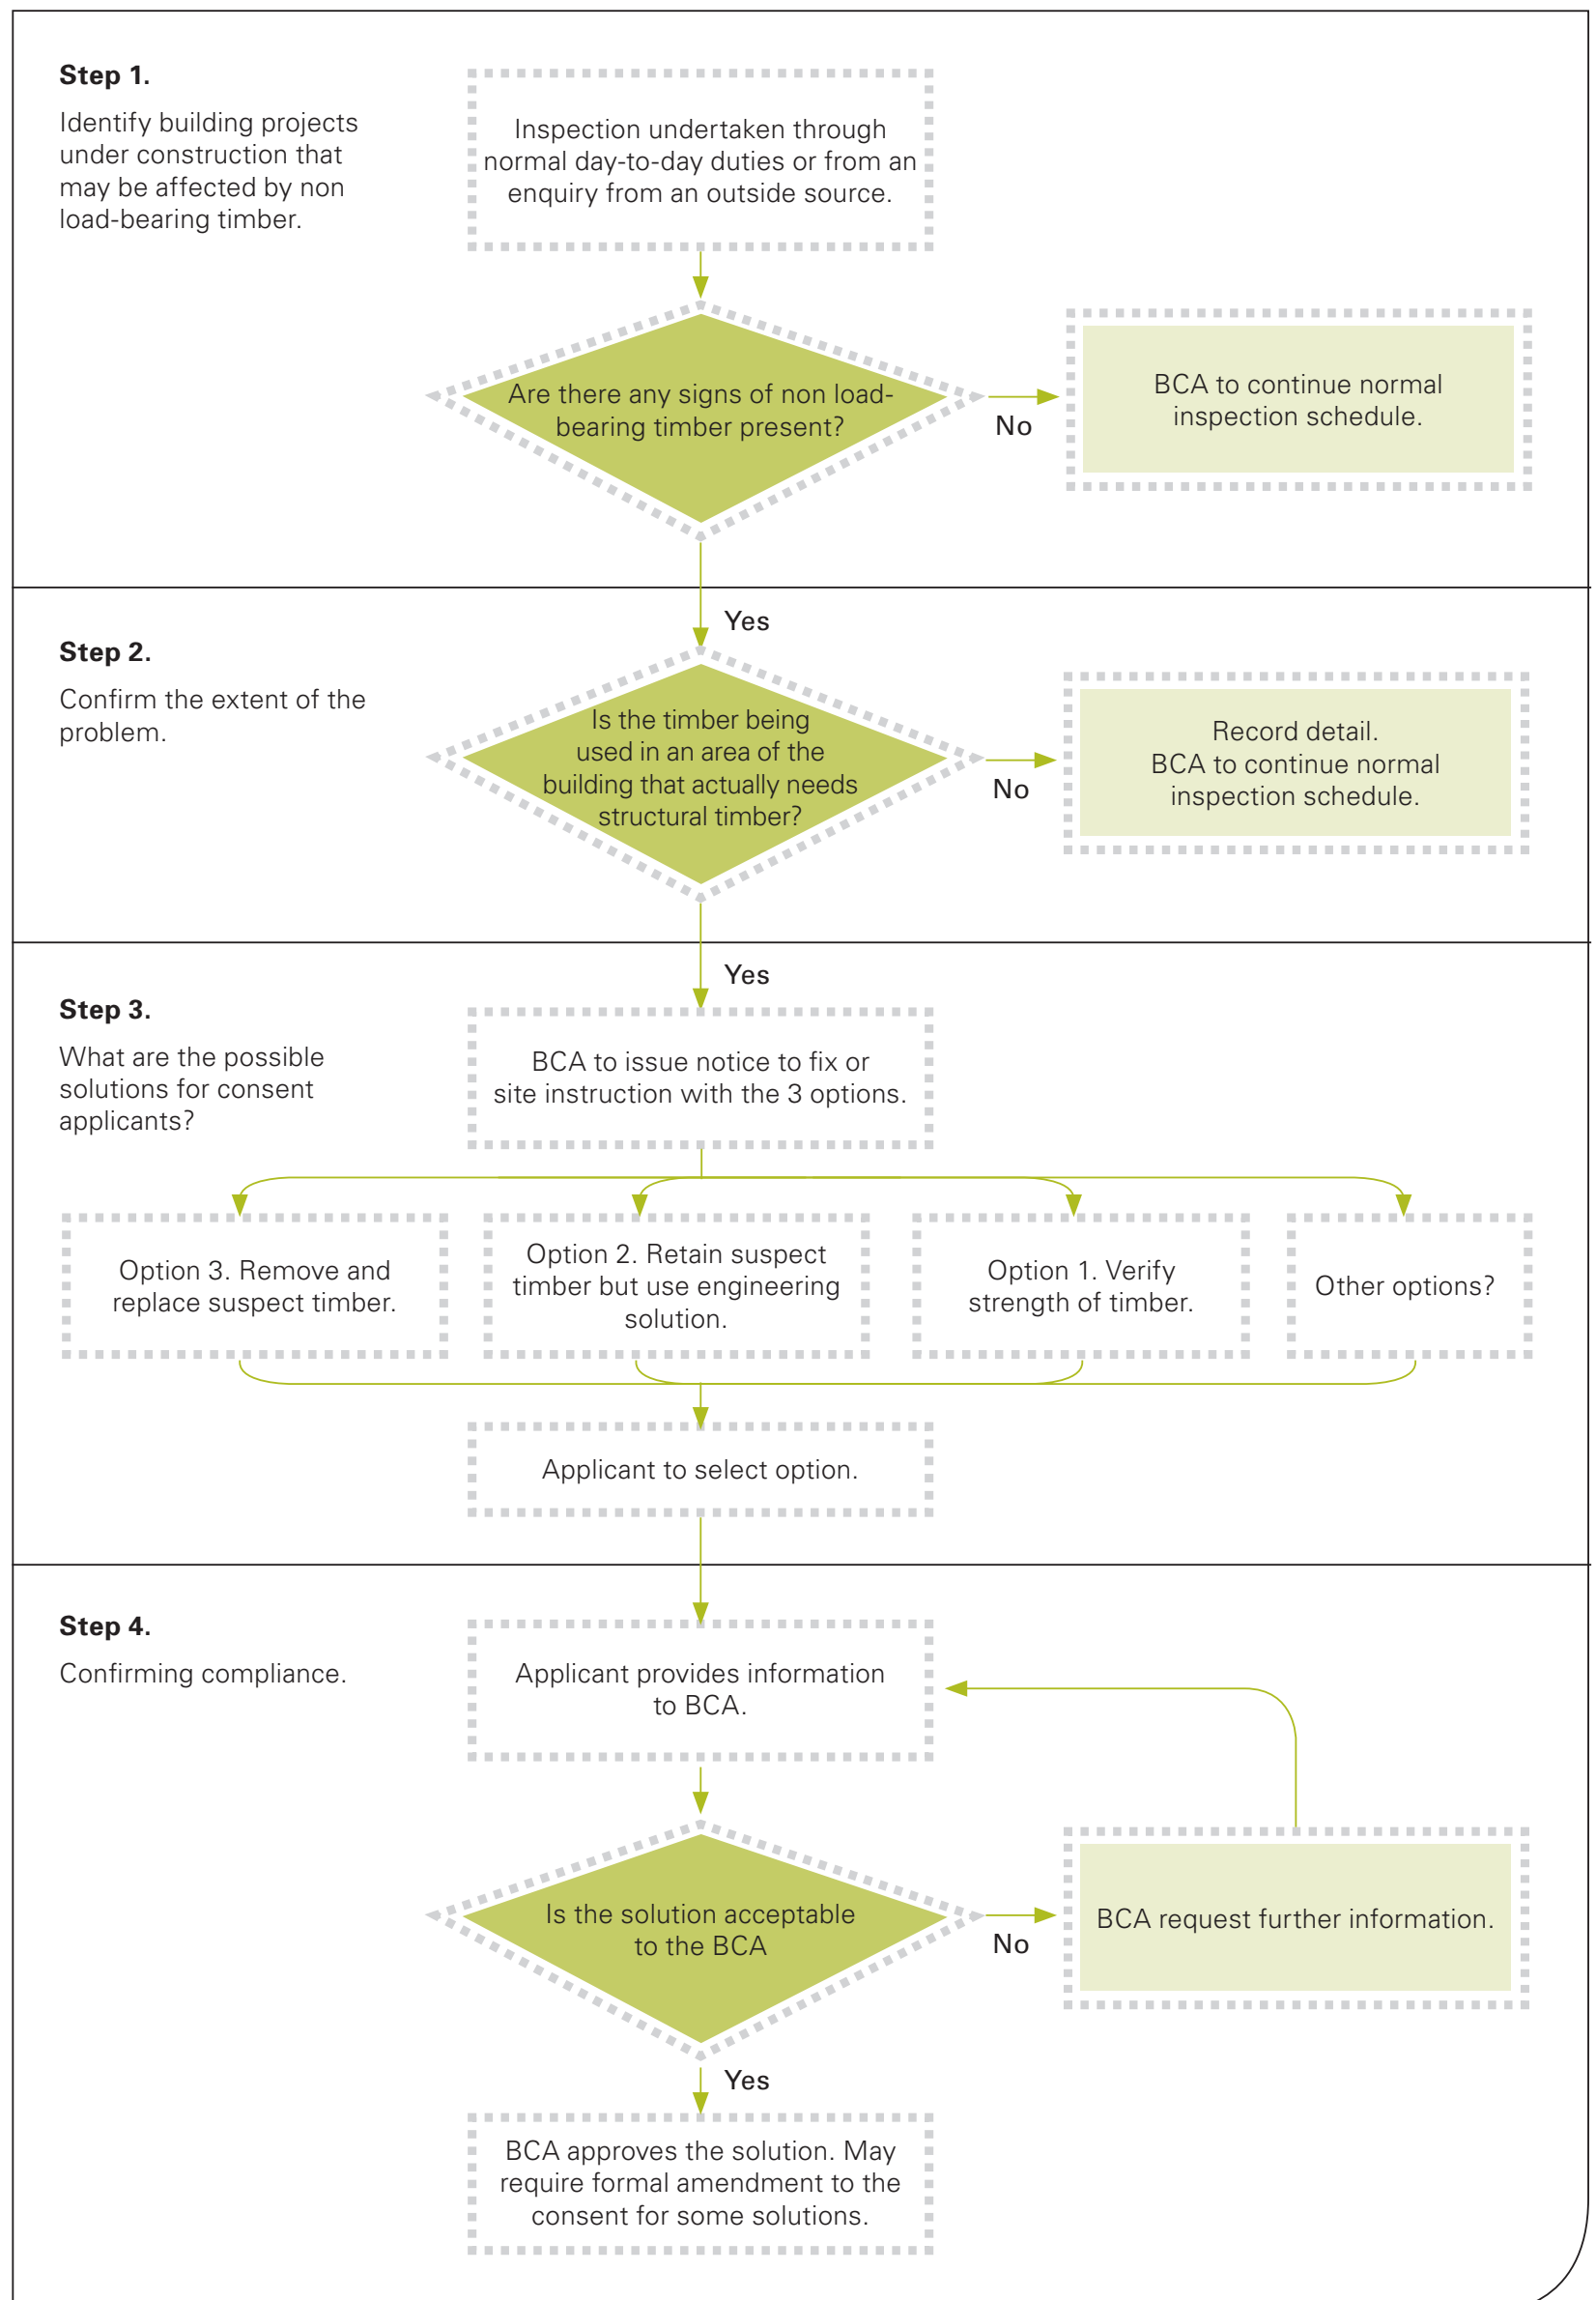 Step 1.
Identify building projects
under construction that
may be affected by non
load-bearing timber.
Inspection undertaken through
normal day-to-day duties or from an
enquiry from an outside source.
Are there any signs of non load-
bearing timber present?
No
BCA to continue normal
inspection schedule.
Yes
Step 2.
Confirm the extent of the
problem.
Is the timber being
used in an area of the
building that actually needs
structural timber?
No
Record detail.
BCA to continue normal
inspection schedule.
Yes
Step 3.
What are the possible
solutions for consent
applicants?
BCA to issue notice to fix or
site instruction with the 3 options.
Option 3. Remove and
replace suspect timber.
Option 2. Retain suspect
timber but use engineering
solution.
Option 1. Verify
strength of timber.
Other options?
Applicant to select option.
Step 4.
Confirming compliance.
Applicant provides information
to BCA.
Is the solution acceptable
to the BCA
No
BCA request further information.
Yes
BCA approves the solution. May
require formal amendment to the
consent for some solutions.